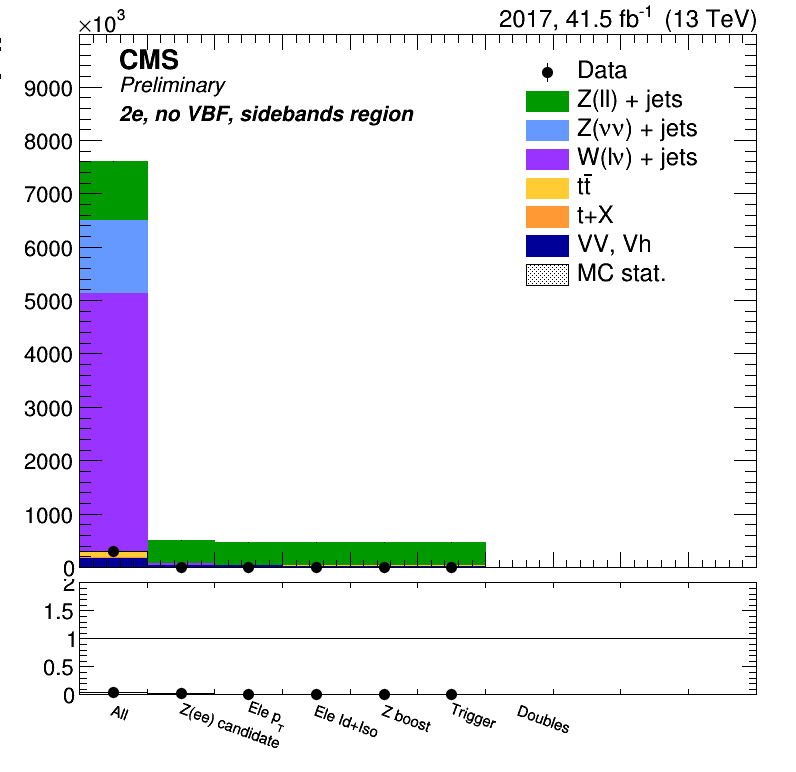 ×10³
2017, 41.5 fb⁻¹ (13 TeV)
CMS
Preliminary
2e, no VBF, sidebands region
Data
Z(ll) + jets
Z(νν) + jets
W(lν) + jets
tt̄
t+X
VV, Vh
MC stat.
9000
8000
7000
6000
5000
4000
3000
2000
1000
0
2
1.5
1
0.5
0
All
Z(ee) candidate
Ele p_T
Ele Id+Iso
Z boost
Trigger
Doubles